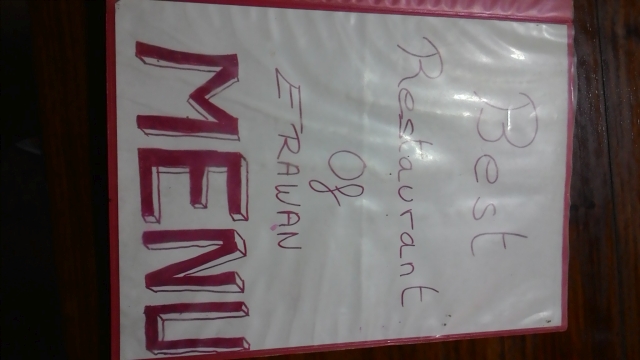 Best
Restaurant
Of
ERAWAN
MENU